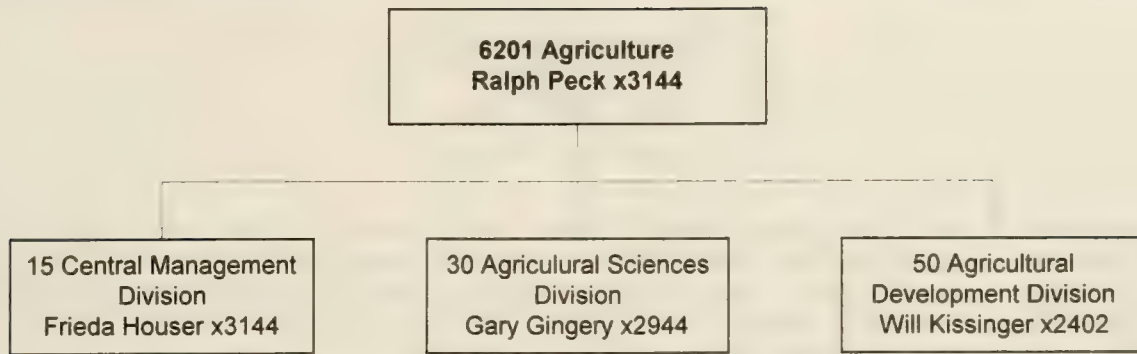 6201 Agriculture
Ralph Peck x3144
15 Central Management
Division
Frieda Houser x3144
30 Agriculural Sciences
Division
Gary Gingery x2944
50 Agricultural
Development Division
Will Kissinger x2402